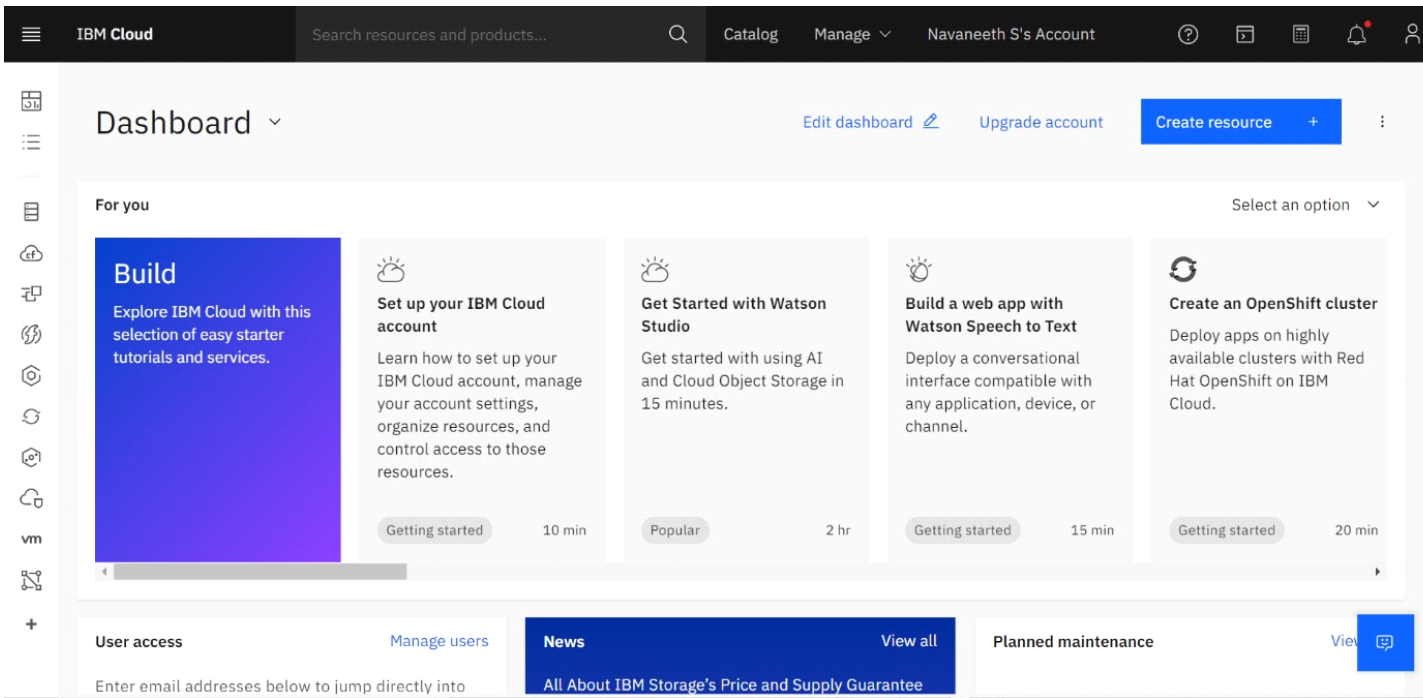 IBM Cloud
Search resources and products...
Catalog
Manage
Navaneeth S's Account
Dashboard
Edit dashboard
Upgrade account
Create resource +
For you
Select an option
Build
Explore IBM Cloud with this
selection of easy starter
tutorials and services.
Set up your IBM Cloud
account
Learn how to set up your
IBM Cloud account, manage
your account settings,
organize resources, and
control access to those
resources.
Getting started
10 min
Get Started with Watson
Studio
Get started with using AI
and Cloud Object Storage in
15 minutes.
Popular
2 hr
Build a web app with
Watson Speech to Text
Deploy a conversational
interface compatible with
any application, device, or
channel.
Getting started
15 min
Create an OpenShift cluster
Deploy apps on highly
available clusters with Red
Hat OpenShift on IBM
Cloud.
Getting started
20 min
vm
+
User access
Manage users
Enter email addresses below to jump directly into
News
View all
All About IBM Storage's Price and Supply Guarantee
Planned maintenance